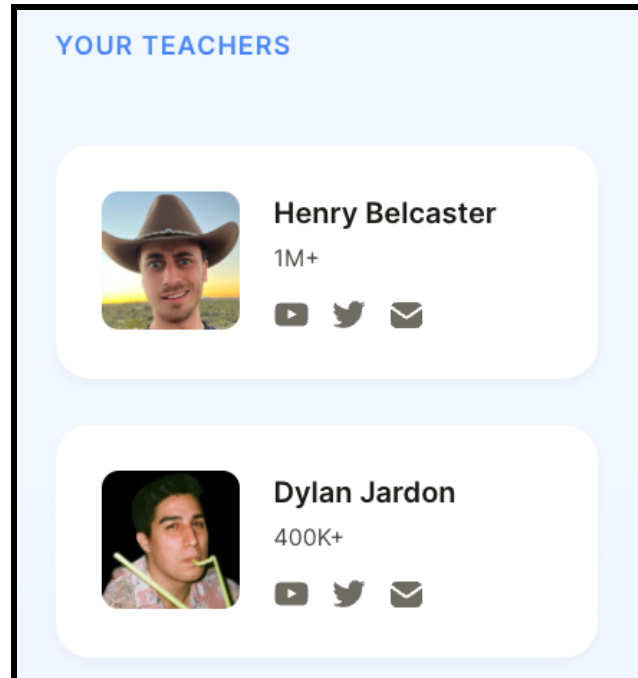 YOUR TEACHERS
Henry Belcaster
1M+
Dylan Jardon
400K+